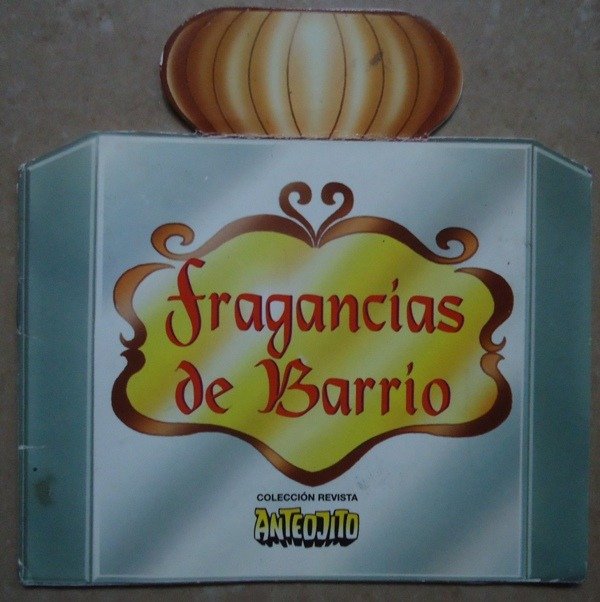 fragancias
de Barrio
COLECCIÓN REVISTA
ANTEOJITO